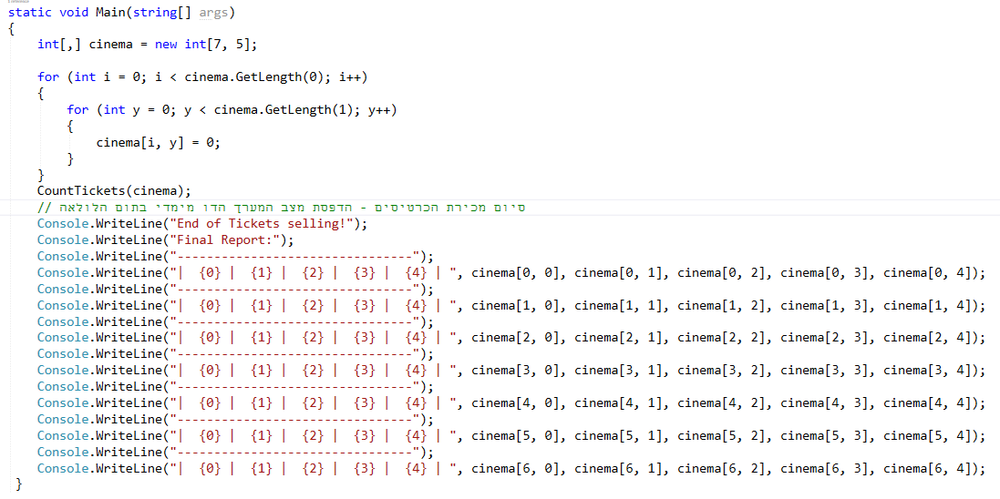 static void Main(string[] args)
{
int[,] cinema = new int[7, 5];
for (int i = 0; i < cinema.GetLength(0); i++)
{
for (int y = 0; y < cinema.GetLength(1); y++)
{
cinema[i, y] = 0;
}
}
CountTickets(cinema);
// סיום מכירת הכרטיסים - הדפסת מצב המערך הדו מימדי בתום הלולאה
Console.WriteLine("End of Tickets selling!");
Console.WriteLine("Final Report:");
Console.WriteLine("--------------------------------");
Console.WriteLine("|  {0} |  {1} |  {2} |  {3} |  {4} | ", cinema[0, 0], cinema[0, 1], cinema[0, 2], cinema[0, 3], cinema[0, 4]);
Console.WriteLine("--------------------------------");
Console.WriteLine("|  {0} |  {1} |  {2} |  {3} |  {4} | ", cinema[1, 0], cinema[1, 1], cinema[1, 2], cinema[1, 3], cinema[1, 4]);
Console.WriteLine("--------------------------------");
Console.WriteLine("|  {0} |  {1} |  {2} |  {3} |  {4} | ", cinema[2, 0], cinema[2, 1], cinema[2, 2], cinema[2, 3], cinema[2, 4]);
Console.WriteLine("--------------------------------");
Console.WriteLine("|  {0} |  {1} |  {2} |  {3} |  {4} | ", cinema[3, 0], cinema[3, 1], cinema[3, 2], cinema[3, 3], cinema[3, 4]);
Console.WriteLine("--------------------------------");
Console.WriteLine("|  {0} |  {1} |  {2} |  {3} |  {4} | ", cinema[4, 0], cinema[4, 1], cinema[4, 2], cinema[4, 3], cinema[4, 4]);
Console.WriteLine("--------------------------------");
Console.WriteLine("|  {0} |  {1} |  {2} |  {3} |  {4} | ", cinema[5, 0], cinema[5, 1], cinema[5, 2], cinema[5, 3], cinema[5, 4]);
Console.WriteLine("--------------------------------");
Console.WriteLine("|  {0} |  {1} |  {2} |  {3} |  {4} | ", cinema[6, 0], cinema[6, 1], cinema[6, 2], cinema[6, 3], cinema[6, 4]);
}